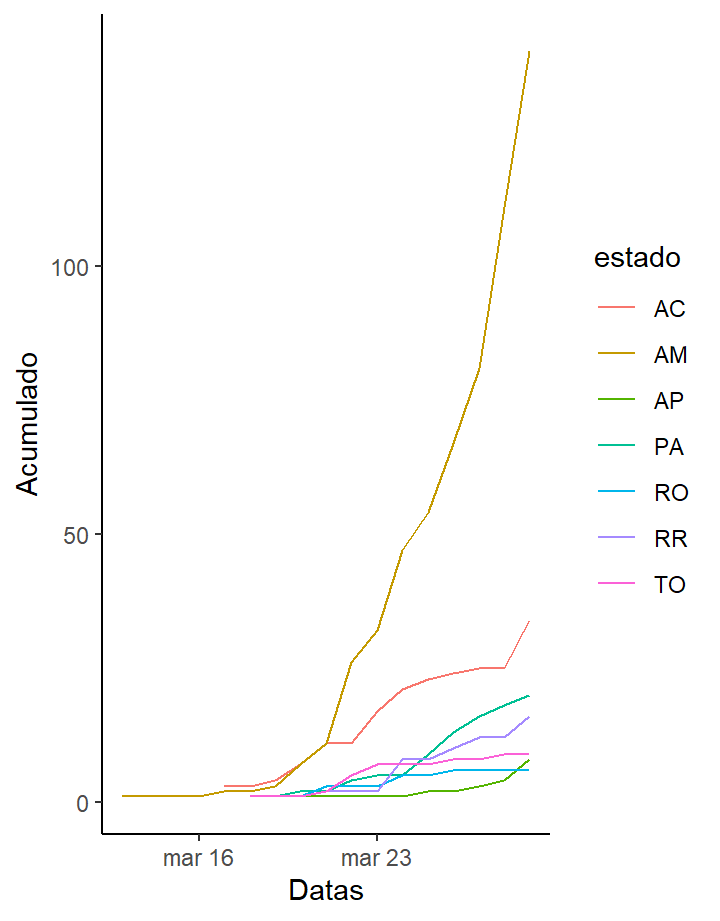 Acumulado
100
50
0
mar 16
mar 23
Datas
estado
AC
AM
AP
PA
RO
RR
TO